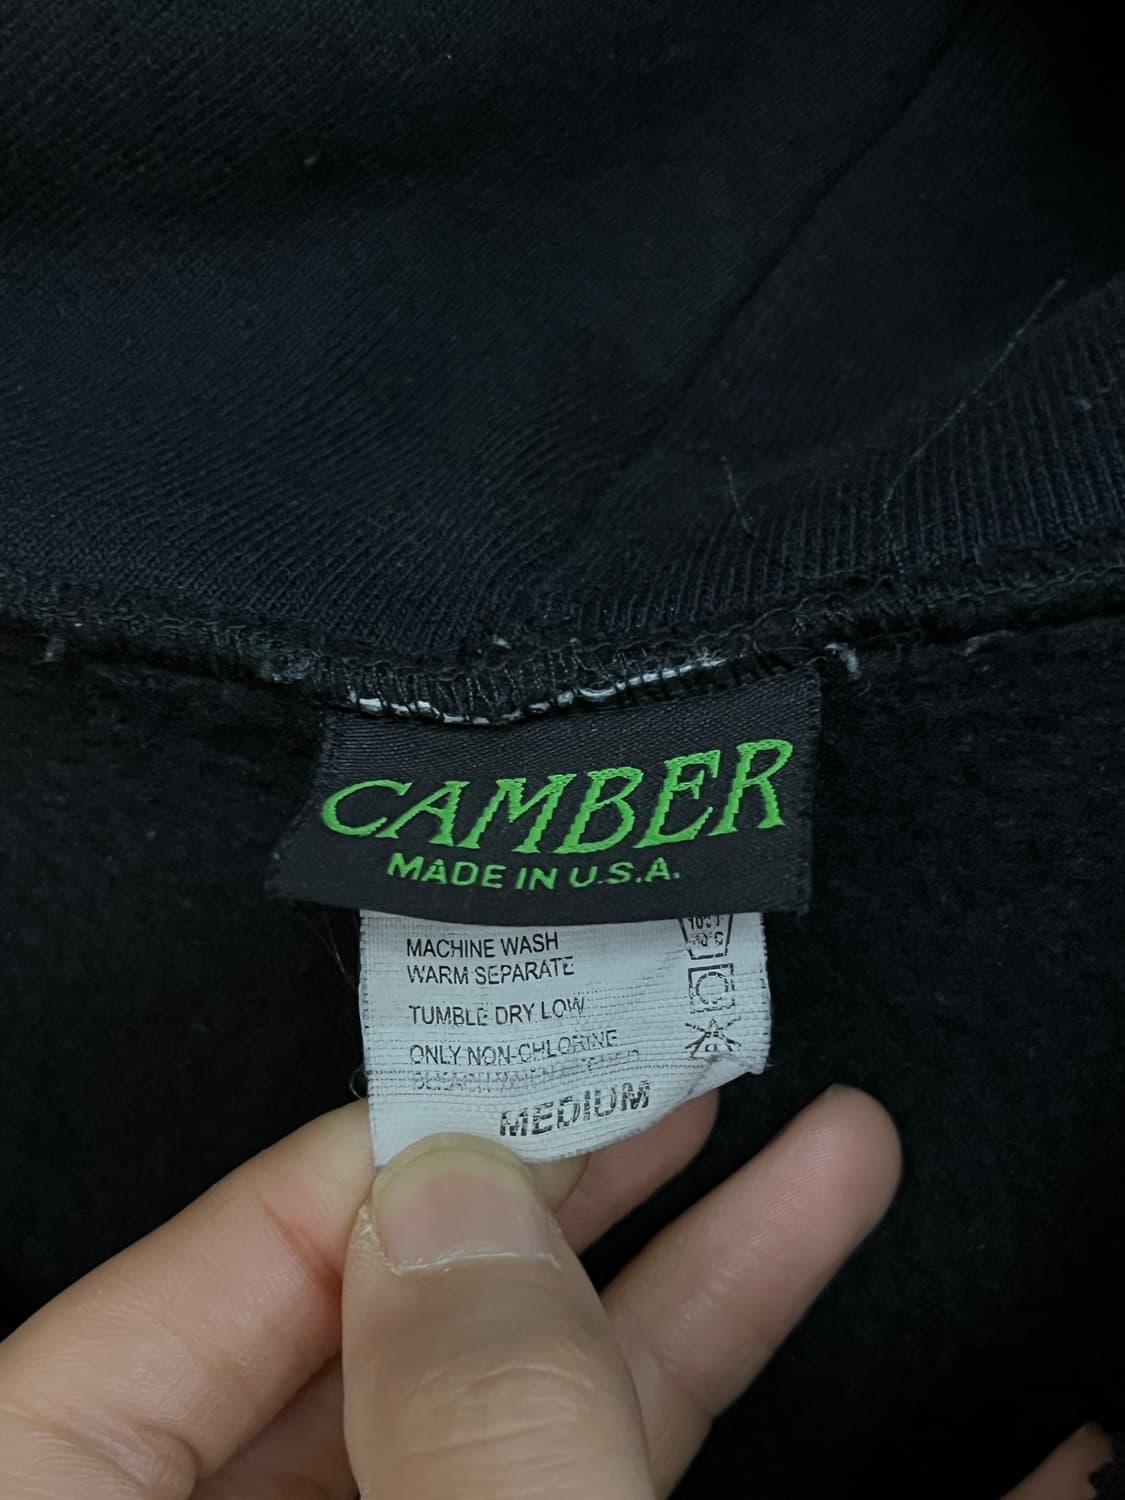 CAMBER
MADE IN U.S.A.
MACHINE WASH
WARM SEPARATE
TUMBLE DRY LOW
ONLY NON-CHLORINE
MEDIUM